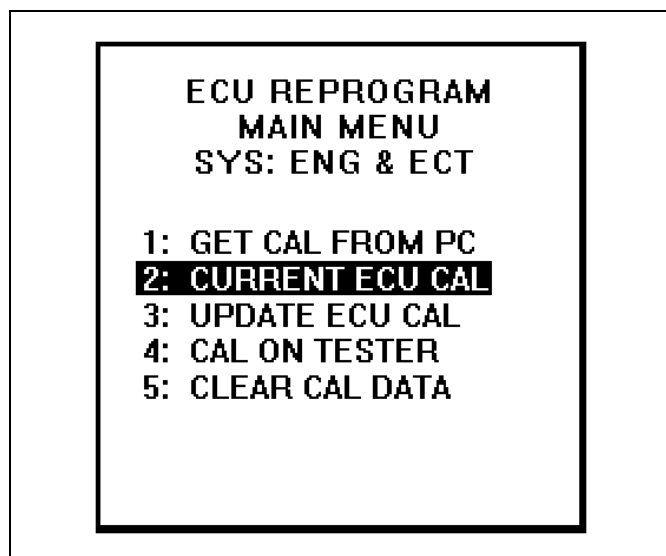 ECU REPROGRAM
MAIN MENU
SYS: ENG & ECT
1: GET CAL FROM PC
2: CURRENT ECU CAL
3: UPDATE ECU CAL
4: CAL ON TESTER
5: CLEAR CAL DATA